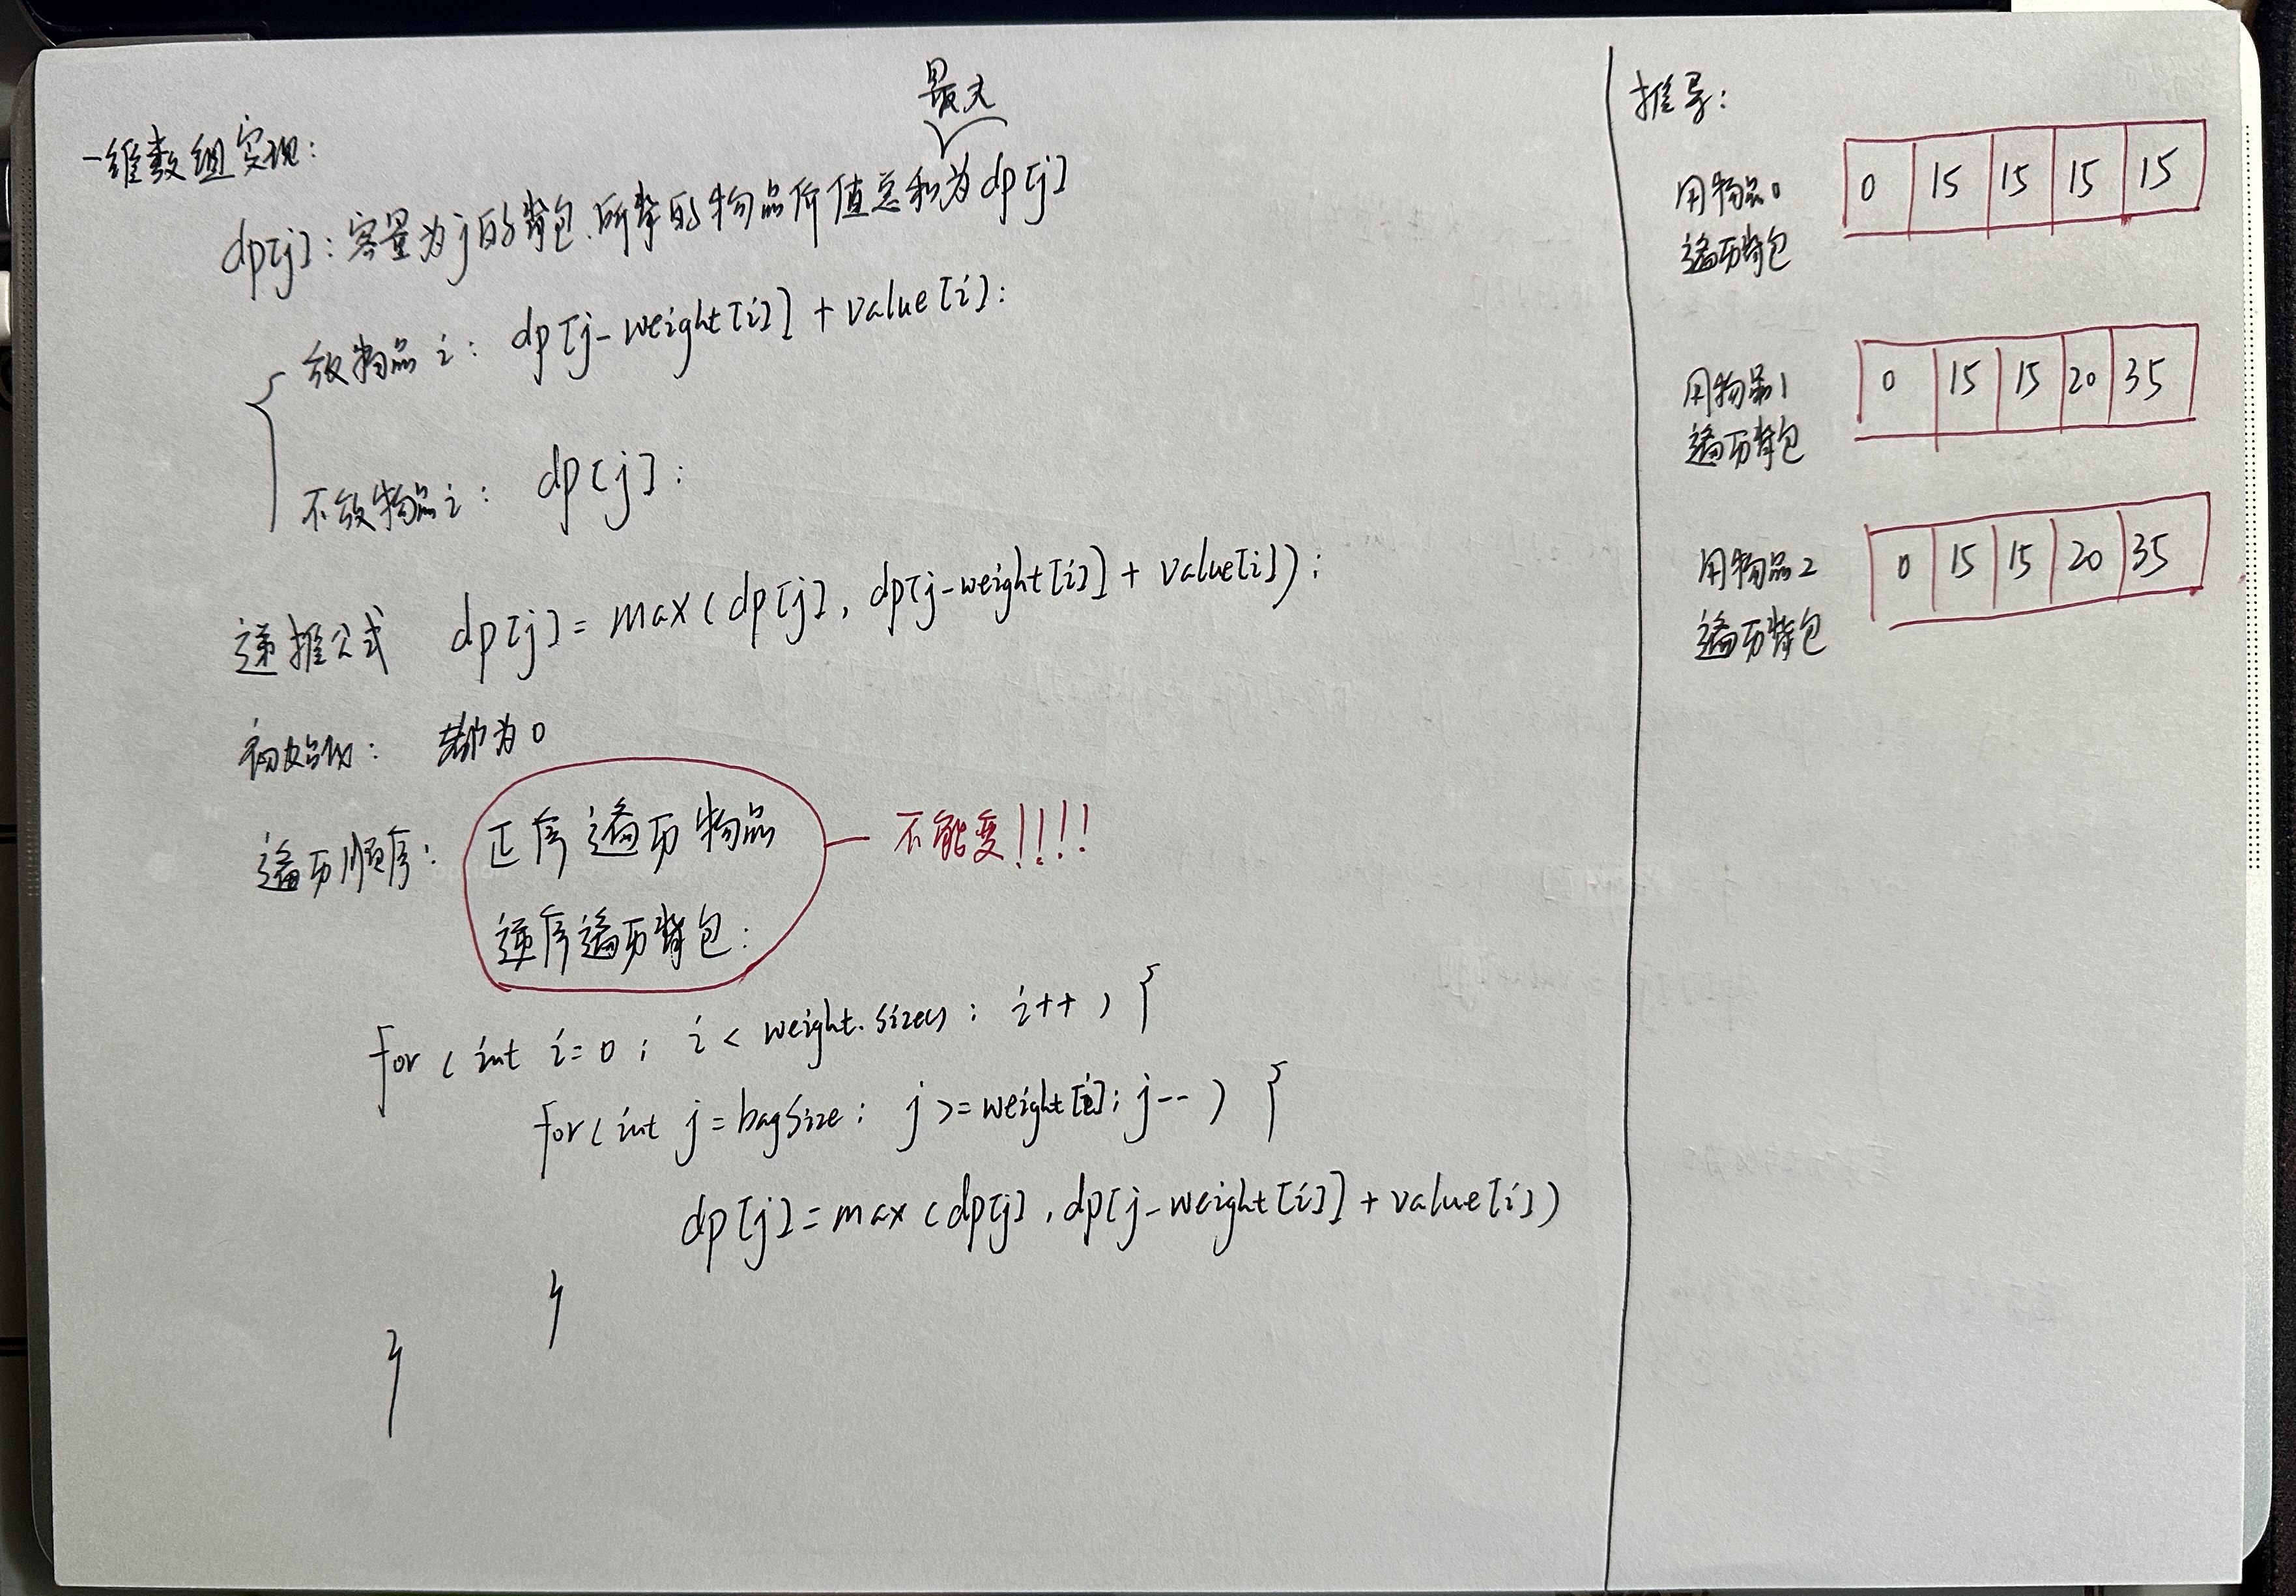 一维数组实现:
最大
dp[j]:容量为j的背包.所背的物品价值总和为dp[j]
放物品i: dp[j-weight[i]]+value[i];
不放物品i: dp[j];
递推公式 dp[j]=max(dp[j], dp[j-weight[i]]+value[i]);
初始化: 都为0
遍历顺序: 正序遍历物品 — 不能变!!!!
逆序遍历背包;
for(int i=0; i<weight.size(); i++){
for(int j=bagSize; j>=weight[i]; j--){
dp[j]=max(dp[j], dp[j-weight[i]]+value[i])
}
}
推导:
用物品0 0 15 15 15 15
遍历背包
用物品1 0 15 15 20 35
遍历背包
用物品2 0 15 15 20 35
遍历背包